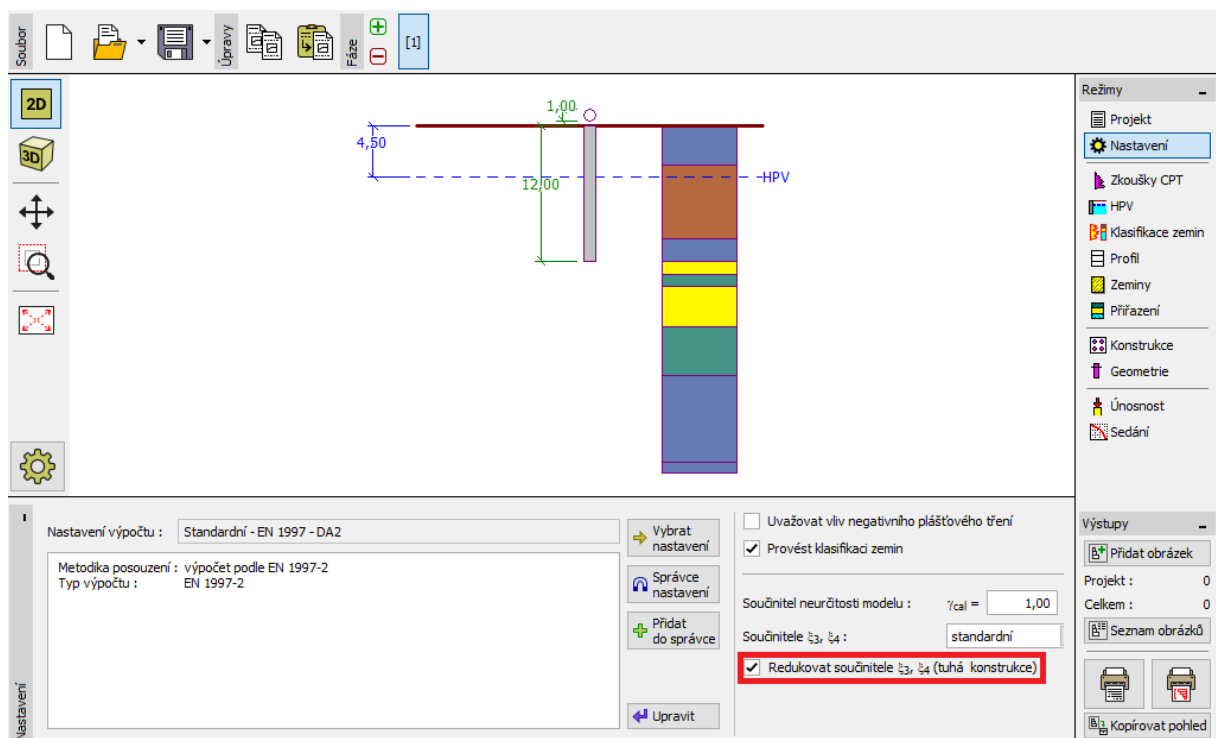 Soubor
Úpravy
Fáze
[1]
2D
3D
1,00
4,50
12,00
HPV
Režimy
Projekt
Nastavení
Zkoušky CPT
HPV
Klasifikace zemin
Profil
Zeminy
Přiřazení
Konstrukce
Geometrie
Únosnost
Sedání
Nastavení
Nastavení výpočtu : Standardní - EN 1997 - DA2
Metodika posouzení : výpočet podle EN 1997-2
Typ výpočtu : EN 1997-2
Vybrat
nastavení
Správce
nastavení
Přidat
do správce
Upravit
Uvažovat vliv negativního plášťového tření
Provést klasifikaci zemin
Součinitel neurčitosti modelu : γcal = 1,00
Součinitele ξ3, ξ4 : standardní
Redukovat součinitele ξ3, ξ4 (tuhá konstrukce)
Výstupy
Přidat obrázek
Projekt : 0
Celkem : 0
Seznam obrázků
Kopírovat pohled